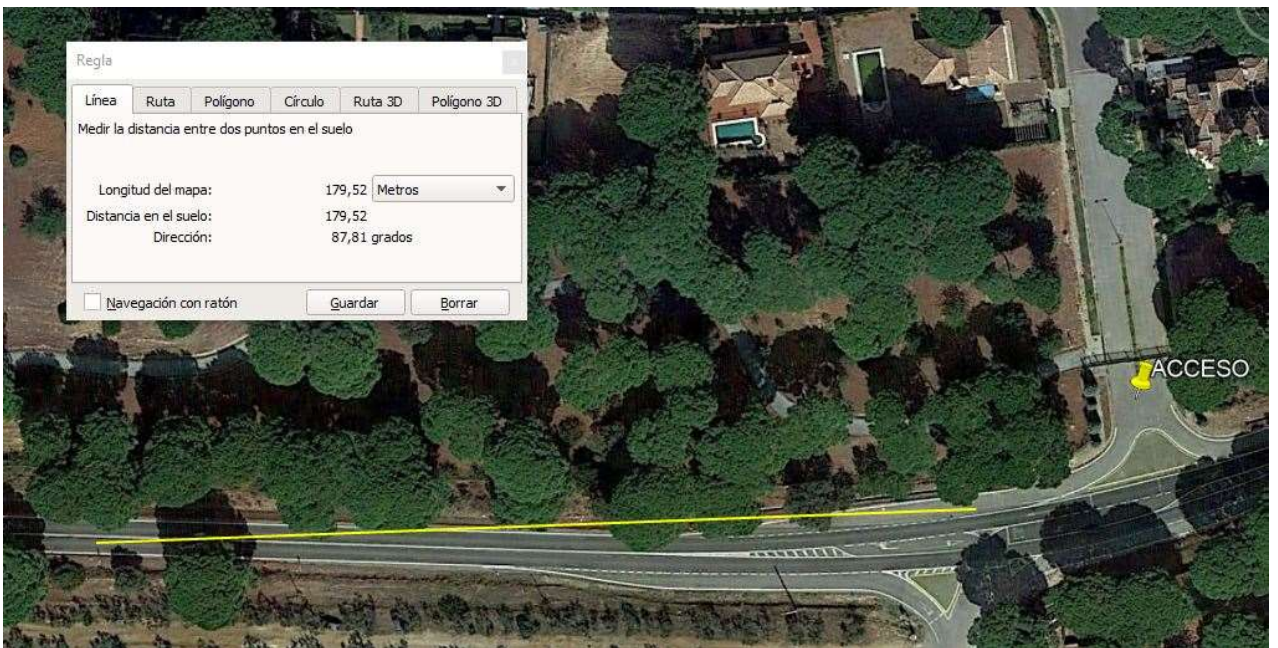 Regla
Línea Ruta Polígono Círculo Ruta 3D Polígono 3D
Medir la distancia entre dos puntos en el suelo
Longitud del mapa: 179,52 Metros
Distancia en el suelo: 179,52
Dirección: 87,81 grados
Navegación con ratón Guardar Borrar
ACCESO